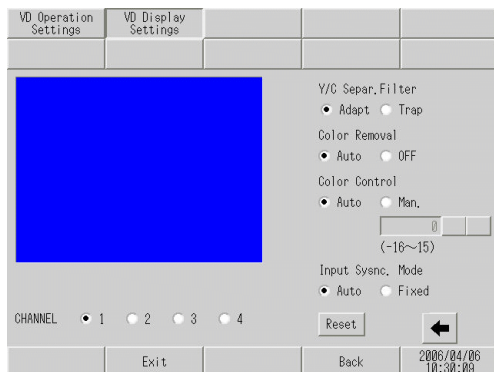 VD Operation Settings
VD Display Settings
Y/C Separ.Filter
Adapt Trap
Color Removal
Auto OFF
Color Control
Auto Man.
0
(-16~15)
Input Sysnc. Mode
Auto Fixed
CHANNEL 1 2 3 4
Reset
Exit
Back
2006/04/06
10:30:09